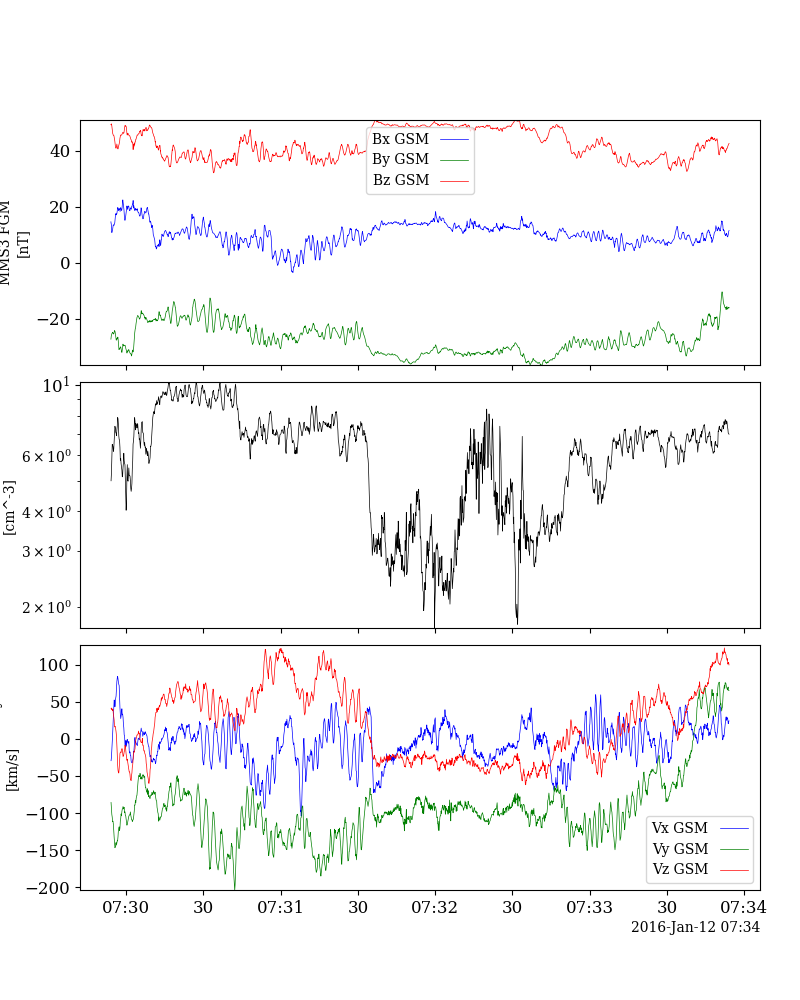 40
20
0
−20
MMS3 FGM
[nT]
Bx GSM
By GSM
Bz GSM
10¹
6 × 10⁰
4 × 10⁰
3 × 10⁰
2 × 10⁰
[cm^-3]
100
50
0
−50
−100
−150
−200
[km/s]
Vx GSM
Vy GSM
Vz GSM
07:30 30 07:31 30 07:32 30 07:33 30 07:34
2016-Jan-12 07:34